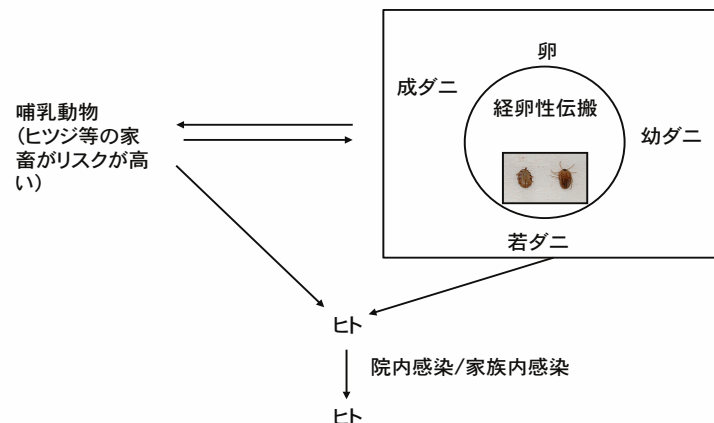 卵
成ダニ
経卵性伝搬
幼ダニ
若ダニ
哺乳動物
(ヒツジ等の家
畜がリスクが高
い)
ヒト
院内感染/家族内感染
ヒト